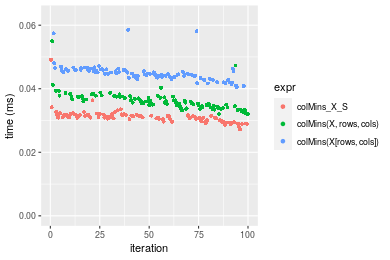 0.06
0.04
0.02
0.00
time (ms)
0
25
50
75
100
iteration
expr
colMins_X_S
colMins(X, rows, cols)
colMins(X[rows, cols])